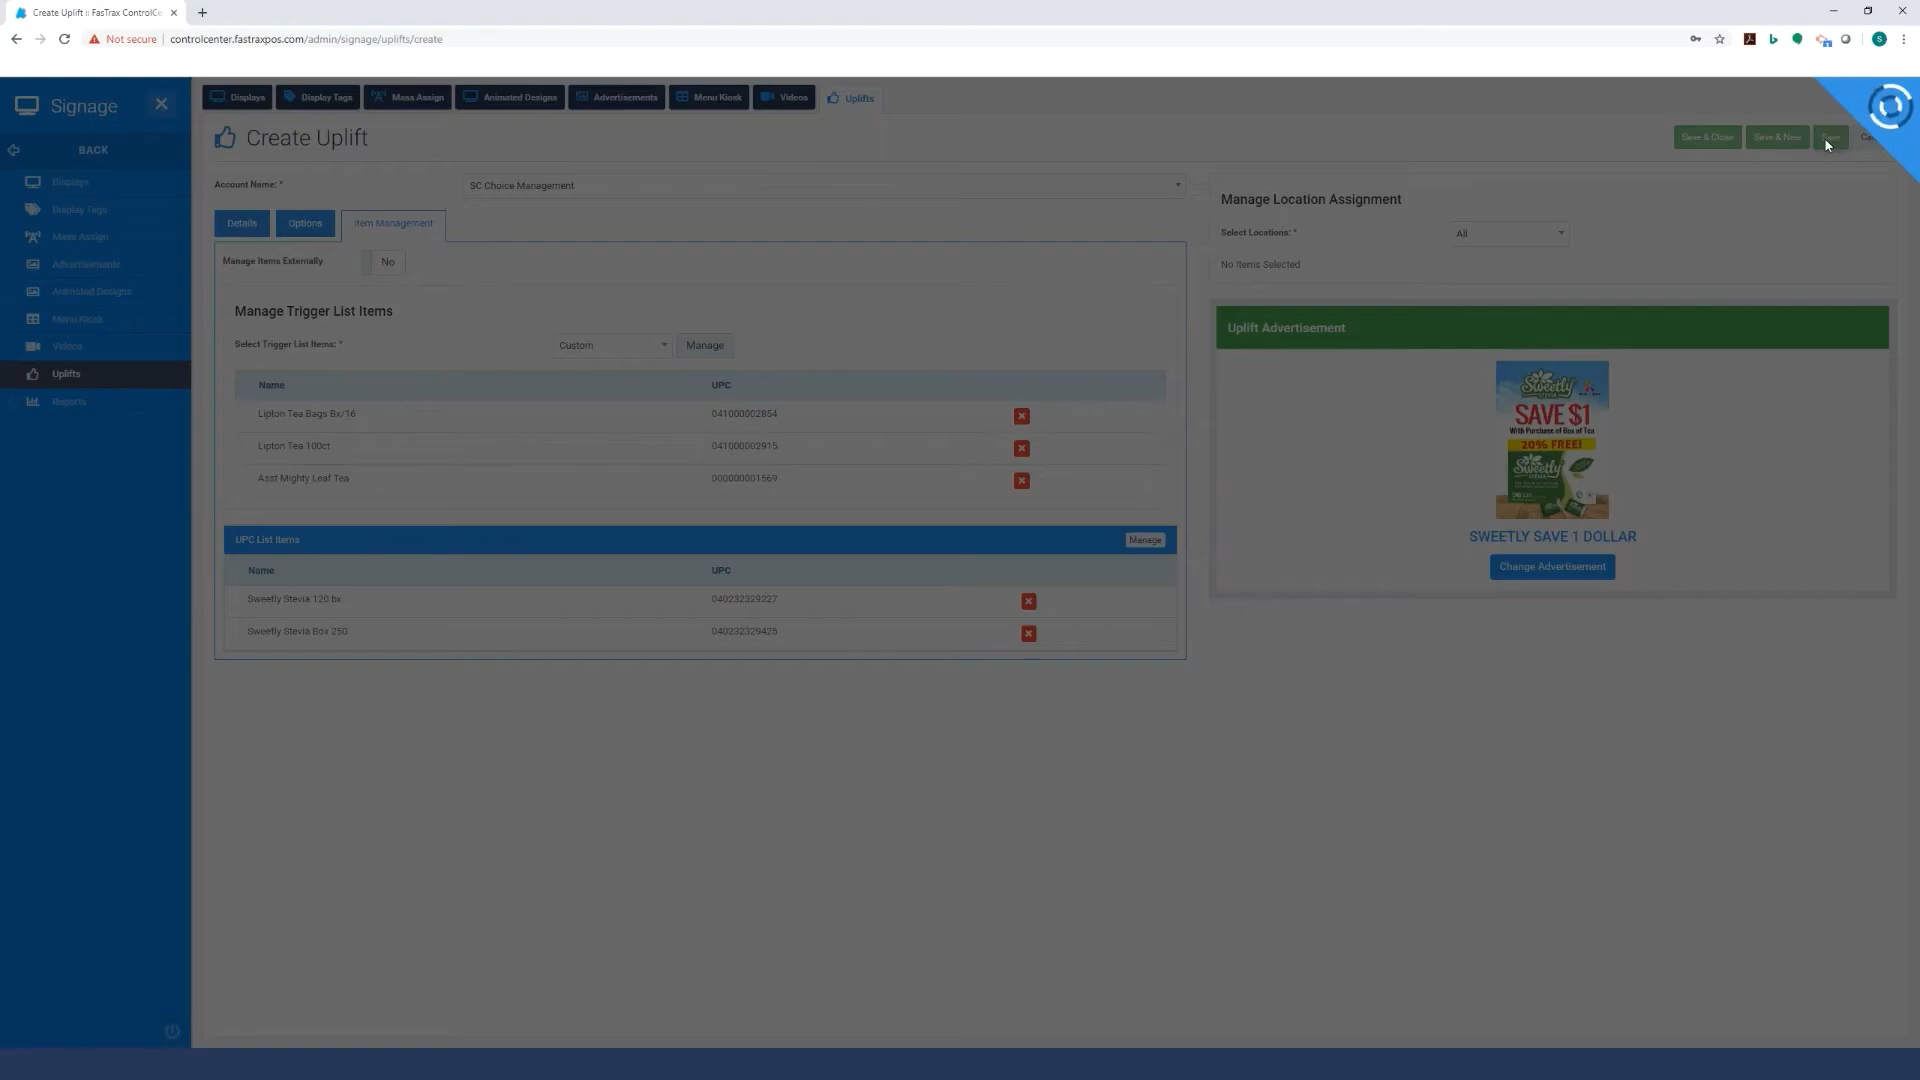 Create Uplift :: FasTrax ControlCe
Not secure
controlcenter.fastraxpos.com/admin/signage/uplifts/create
S
Signage
BACK
Displays
Display Tags
Mass Assign
Advertisements
Animated Designs
Menu Kiosk
Videos
Uplifts
Reports
Displays
Display Tags
Mass Assign
Animated Designs
Advertisements
Menu Kiosk
Videos
Uplifts
Create Uplift
Save & Close
Save & New
Save
Account Name: *
SC Choice Management
Details
Options
Item Management
Manage Items Externally
No
Manage Trigger List Items
Select Trigger List Items: *
Custom
Manage
Name UPC
Lipton Tea Bags Bx/16 041000002854
Lipton Tea 100ct 041000002915
Asst Mighty Leaf Tea 000000001569
UPC List Items
Manage
Name UPC
Sweetly Stevia 120 bx 040232329227
Sweetly Stevia Box 250 040232329425
Manage Location Assignment
Select Locations: *
All
No Items Selected
Uplift Advertisement
Sweetly
STEVIA
SAVE $1
With Purchase of Box of Tea
20% FREE!
Sweetly
STEVIA
SWEETLY SAVE 1 DOLLAR
Change Advertisement